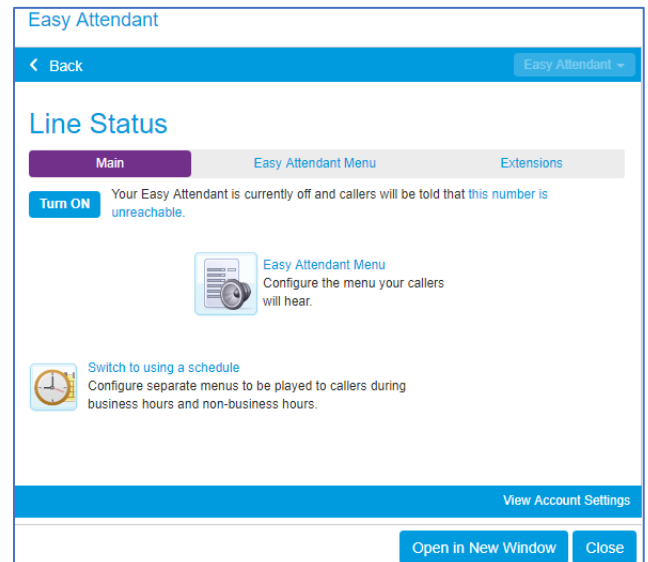 Easy Attendant
Back
Easy Attendant
Line Status
Main
Easy Attendant Menu
Extensions
Turn ON
Your Easy Attendant is currently off and callers will be told that this number is
unreachable.
Easy Attendant Menu
Configure the menu your callers
will hear.
Switch to using a schedule
Configure separate menus to be played to callers during
business hours and non-business hours.
View Account Settings
Open in New Window
Close